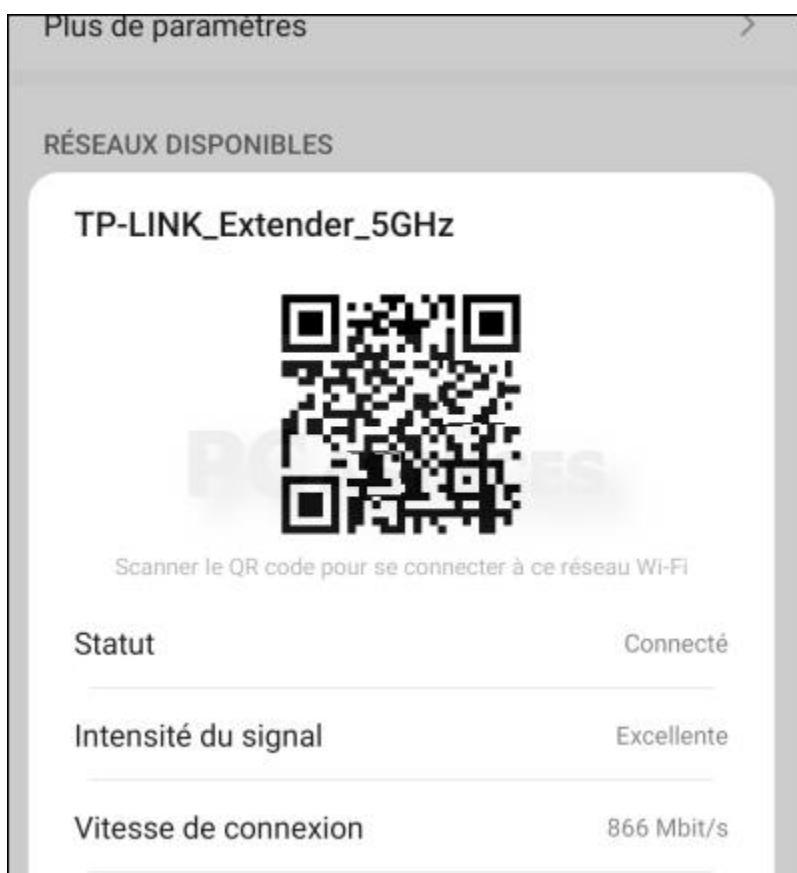 Plus de paramètres
RÉSEAUX DISPONIBLES
TP-LINK_Extender_5GHz
Scanner le QR code pour se connecter à ce réseau Wi-Fi
Statut
Connecté
Intensité du signal
Excellente
Vitesse de connexion
866 Mbit/s